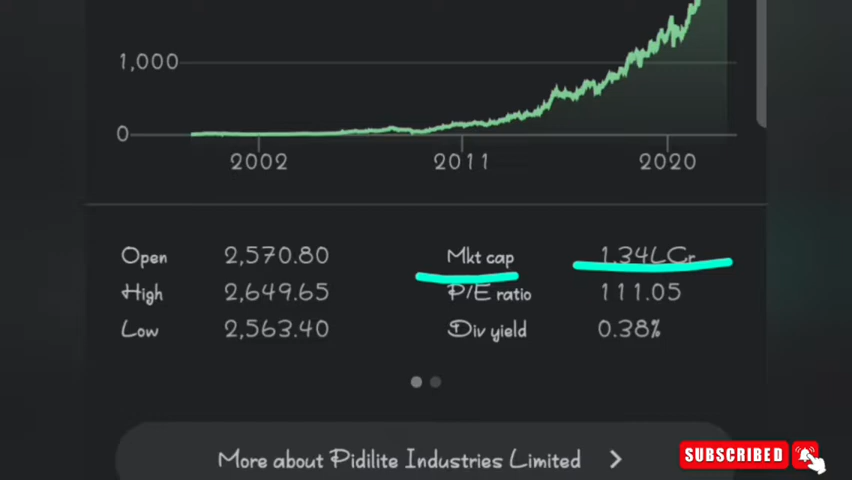 1,000
0
2002 2011 2020
Open 2,570.80 Mkt cap 1.34LCr
High 2,649.65 P/E ratio 111.05
Low 2,563.40 Div yield 0.38%
More about Pidilite Industries Limited
SUBSCRIBED